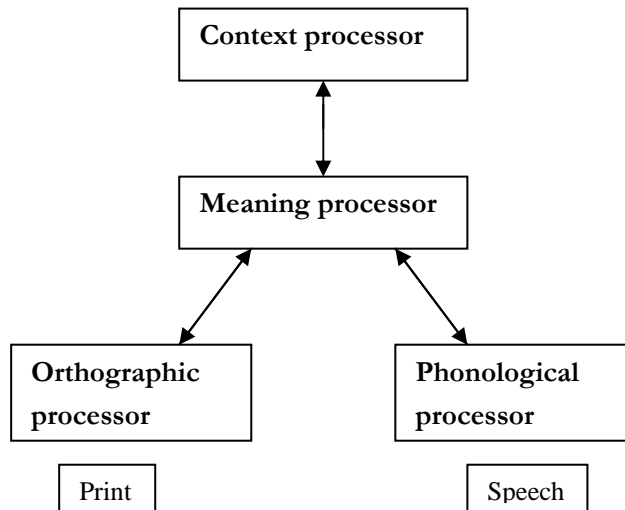 Context processor
Meaning processor
Orthographic
processor
Phonological
processor
Print
Speech